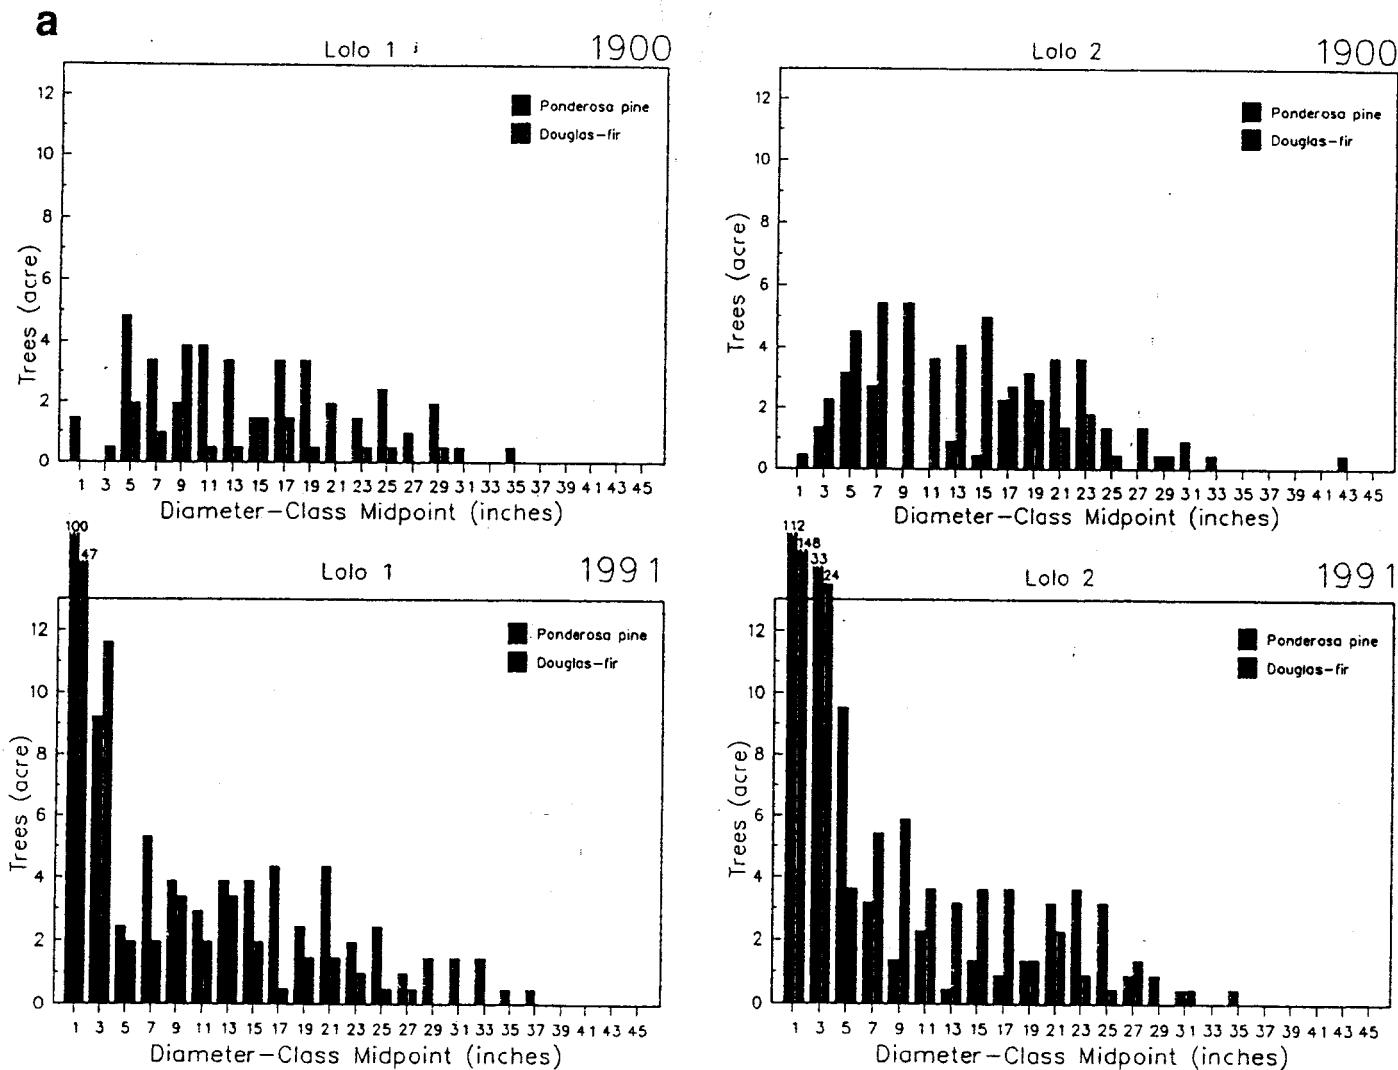 a
Lolo 1
1900
12
10
8
6
4
2
0
Trees (acre)
Ponderosa pine
Douglas-fir
1 3 5 7 9 11 13 15 17 19 21 23 25 27 29 31 33 35 37 39 41 43 45
Diameter-Class Midpoint (inches)
Lolo 2
1900
12
10
8
6
4
2
0
Trees (acre)
Ponderosa pine
Douglas-fir
1 3 5 7 9 11 13 15 17 19 21 23 25 27 29 31 33 35 37 39 41 43 45
Diameter-Class Midpoint (inches)
100
47
Lolo 1
1991
12
10
8
6
4
2
0
Trees (acre)
Ponderosa pine
Douglas-fir
1 3 5 7 9 11 13 15 17 19 21 23 25 27 29 31 33 35 37 39 41 43 45
Diameter-Class Midpoint (inches)
112
148
33
24
Lolo 2
1991
12
10
8
6
4
2
0
Trees (acre)
Ponderosa pine
Douglas-fir
1 3 5 7 9 11 13 15 17 19 21 23 25 27 29 31 33 35 37 39 41 43 45
Diameter-Class Midpoint (inches)